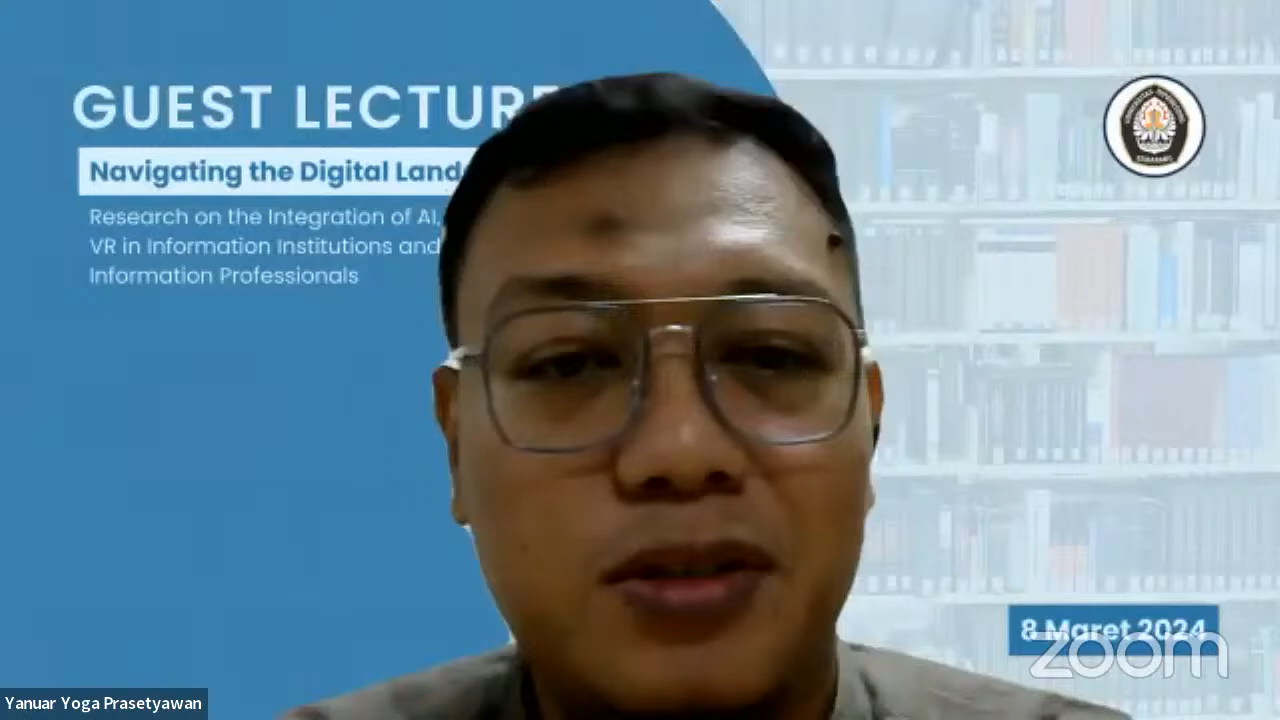 GUEST LECTURE
Navigating the Digital Land
Research on the Integration of AI,
VR in Information Institutions and
Information Professionals
8 Maret 2024
zoom
Yanuar Yoga Prasetyawan